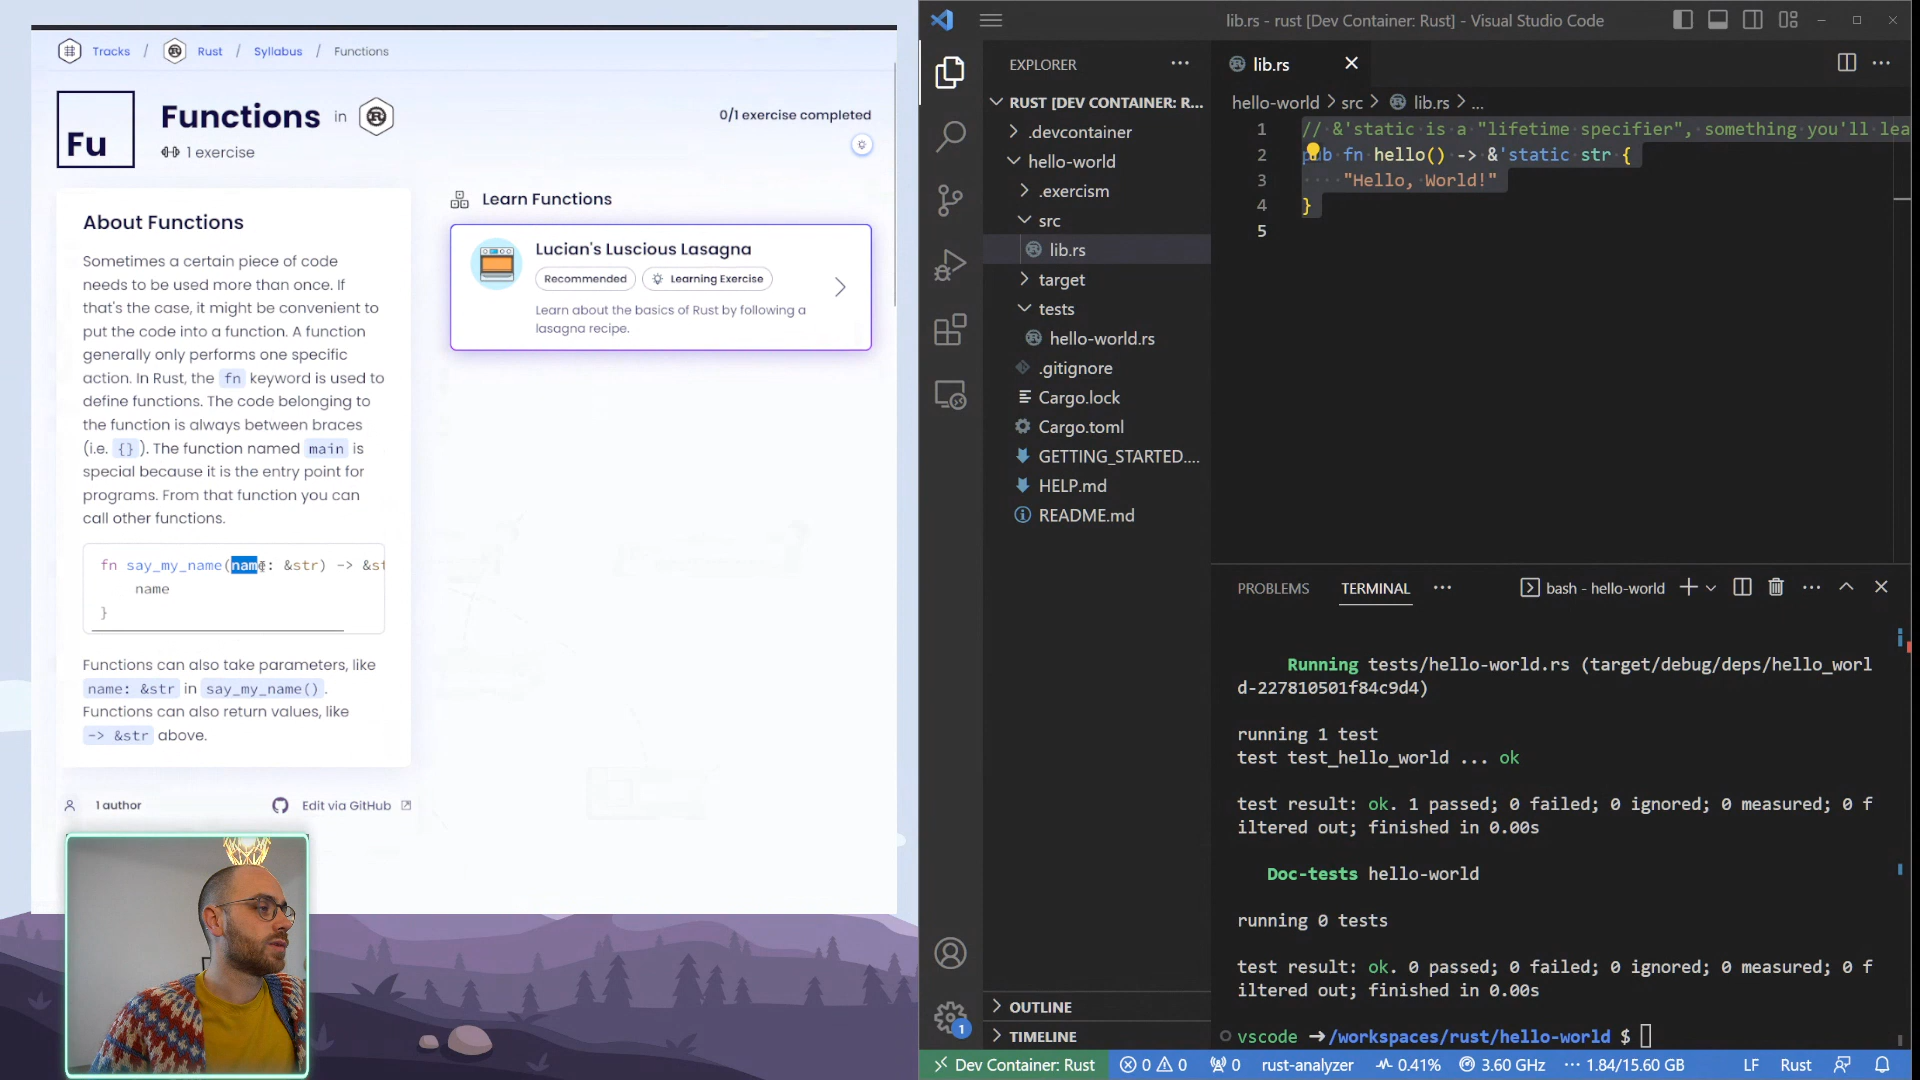 Tracks / Rust / Syllabus / Functions
Fu
Functions in
1 exercise
0/1 exercise completed
About Functions
Sometimes a certain piece of code
needs to be used more than once. If
that's the case, it might be convenient to
put the code into a function. A function
generally only performs one specific
action. In Rust, the fn keyword is used to
define functions. The code belonging to
the function is always between braces
(i.e. {} ). The function named main is
special because it is the entry point for
programs. From that function you can
call other functions.
fn say_my_name(name: &str) -> &st
name
}
Functions can also take parameters, like
name: &str in say_my_name() .
Functions can also return values, like
-> &str above.
1 author
Edit via GitHub
Learn Functions
Lucian's Luscious Lasagna
Recommended
Learning Exercise
Learn about the basics of Rust by following a
lasagna recipe.
lib.rs - rust [Dev Container: Rust] - Visual Studio Code
EXPLORER
RUST [DEV CONTAINER: R...
.devcontainer
hello-world
.exercism
src
lib.rs
target
tests
hello-world.rs
.gitignore
Cargo.lock
Cargo.toml
GETTING_STARTED....
HELP.md
README.md
OUTLINE
TIMELINE
lib.rs
hello-world > src > lib.rs > ...
1 // &'static is a "lifetime specifier", something you'll lea
2 pub fn hello() -> &'static str {
3 "Hello, World!"
4 }
5
PROBLEMS
TERMINAL
bash - hello-world
Running tests/hello-world.rs (target/debug/deps/hello_worl
d-227810501f84c9d4)
running 1 test
test test_hello_world ... ok
test result: ok. 1 passed; 0 failed; 0 ignored; 0 measured; 0 f
iltered out; finished in 0.00s
Doc-tests hello-world
running 0 tests
test result: ok. 0 passed; 0 failed; 0 ignored; 0 measured; 0 f
iltered out; finished in 0.00s
vscode ➜ /workspaces/rust/hello-world $
1
Dev Container: Rust
0
0
0
rust-analyzer
0.41%
3.60 GHz
1.84/15.60 GB
LF
Rust